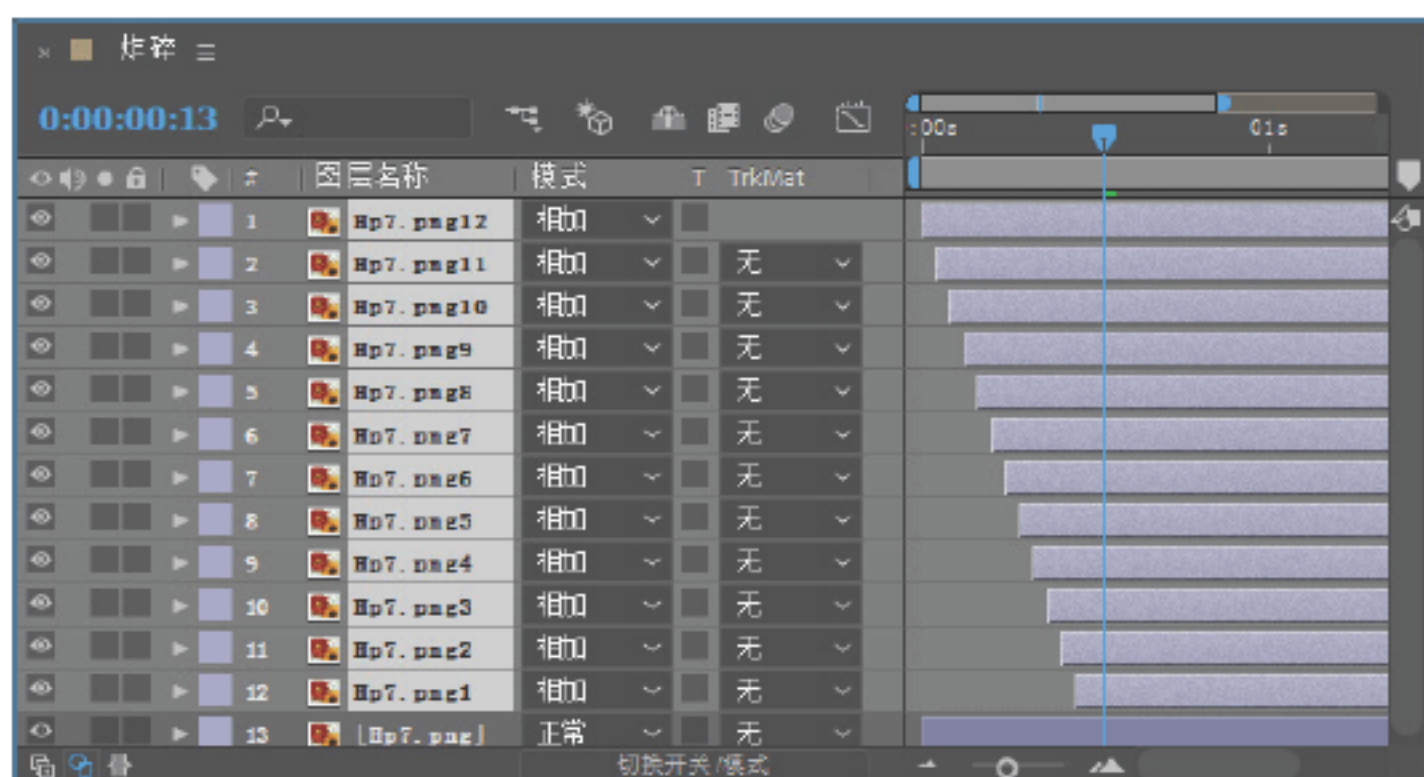 炸碎
0:00:00:13
:00s 01s
# 图层名称 模式 T TrkMat
1 Hp7.png12 相加
2 Hp7.png11 相加 无
3 Hp7.png10 相加 无
4 Hp7.png9 相加 无
5 Hp7.png8 相加 无
6 Hp7.png7 相加 无
7 Hp7.png6 相加 无
8 Hp7.png5 相加 无
9 Hp7.png4 相加 无
10 Hp7.png3 相加 无
11 Hp7.png2 相加 无
12 Hp7.png1 相加 无
13 [Hp7.png] 正常 无
切换开关/模式